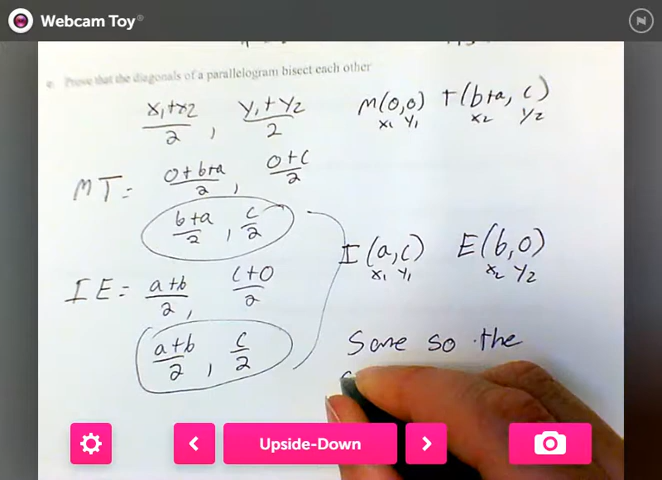 Webcam Toy®
Prove that the diagonals of a parallelogram bisect each other
x₁+x₂/2, y₁+y₂/2 M(0,0) T(b+a, c)
x₁ y₁ x₂ y₂
MT= 0+b+a/2, 0+c/2
b+a/2, c/2
I(a,c) E(b,0)
x₁ y₁ x₂ y₂
IE= a+b/2, c+0/2
a+b/2, c/2
Same so the
Upside-Down